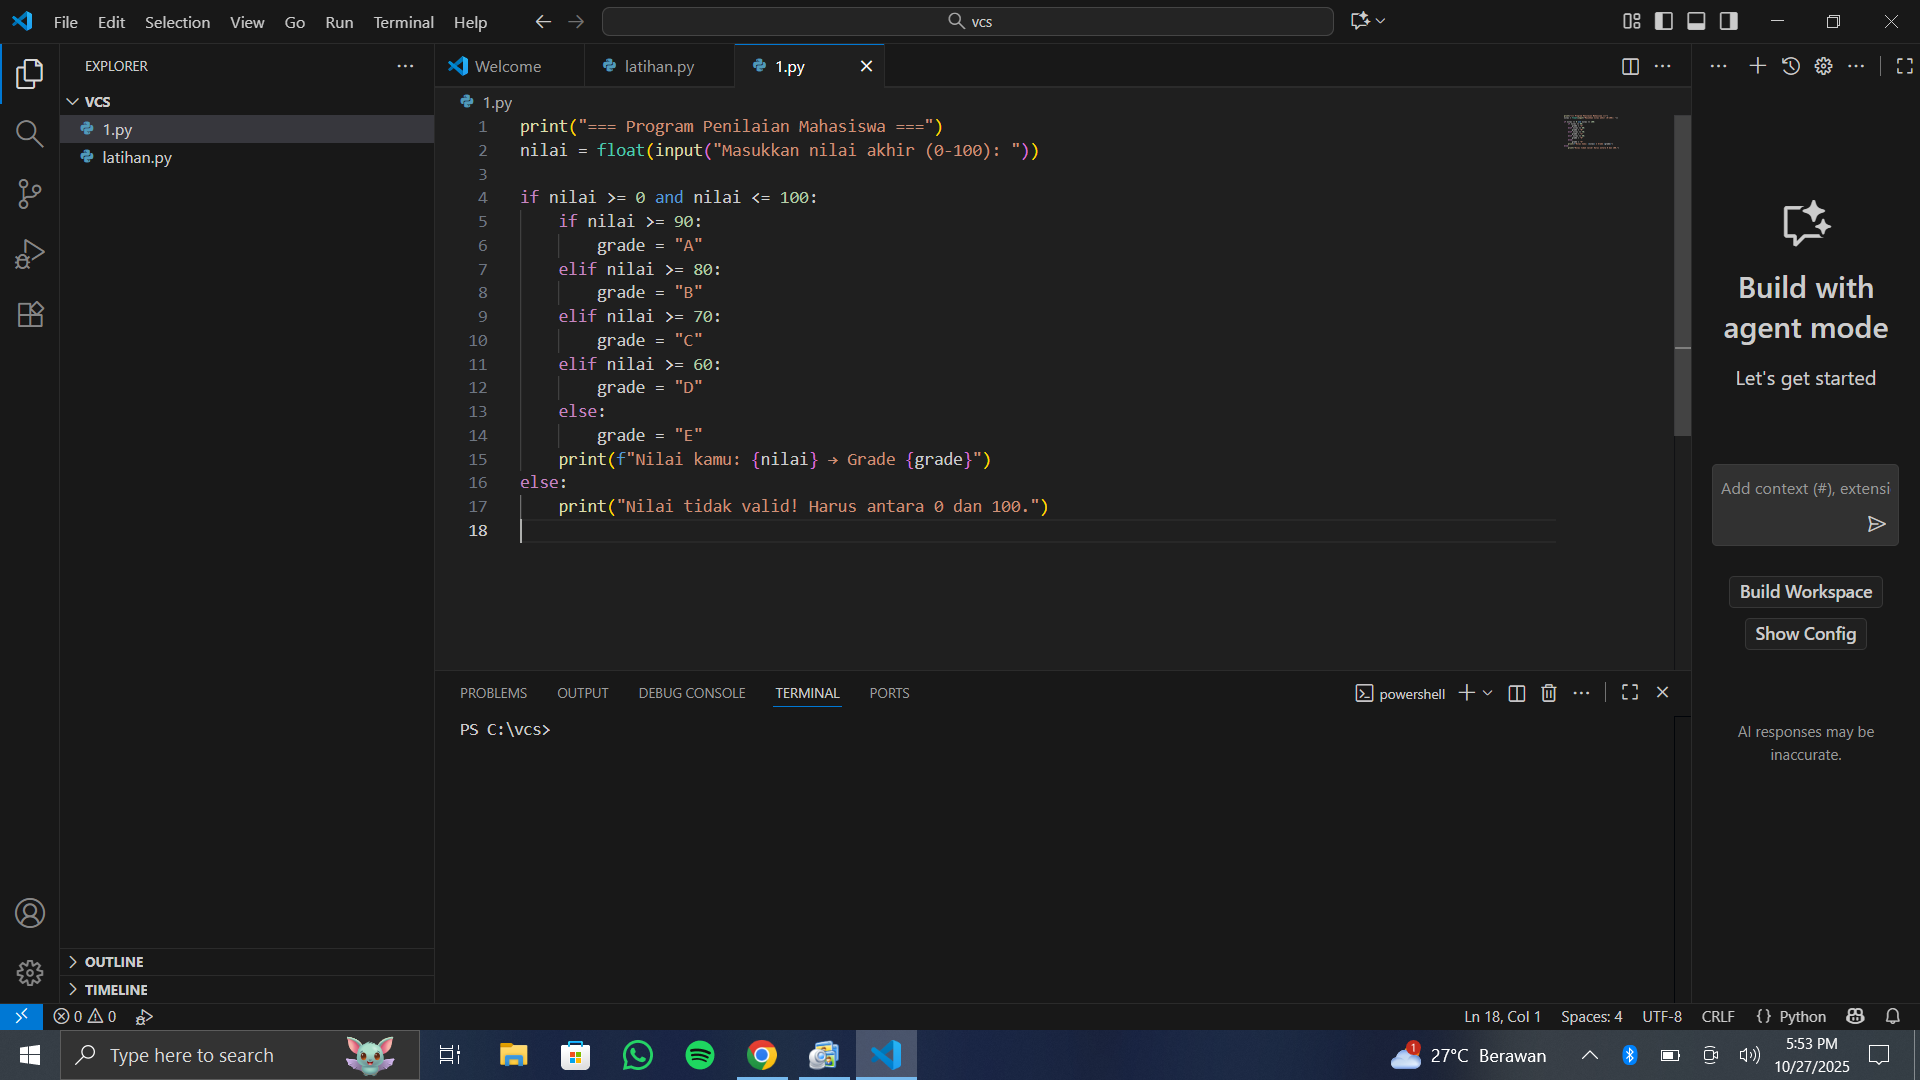 File Edit Selection View Go Run Terminal Help
vcs
EXPLORER
VCS
1.py
latihan.py
OUTLINE
TIMELINE
Welcome
latihan.py
1.py
1.py
1 print("=== Program Penilaian Mahasiswa ===")
2 nilai = float(input("Masukkan nilai akhir (0-100): "))
3
4 if nilai >= 0 and nilai <= 100:
5     if nilai >= 90:
6         grade = "A"
7     elif nilai >= 80:
8         grade = "B"
9     elif nilai >= 70:
10         grade = "C"
11     elif nilai >= 60:
12         grade = "D"
13     else:
14         grade = "E"
15     print(f"Nilai kamu: {nilai} → Grade {grade}")
16 else:
17     print("Nilai tidak valid! Harus antara 0 dan 100.")
18
PROBLEMS OUTPUT DEBUG CONSOLE TERMINAL PORTS
powershell
PS C:\vcs>
Build with
agent mode
Let's get started
Add context (#), extensi
Build Workspace
Show Config
AI responses may be
inaccurate.
0 0
Ln 18, Col 1 Spaces: 4 UTF-8 CRLF {} Python
Type here to search
1
27°C Berawan
5:53 PM
10/27/2025